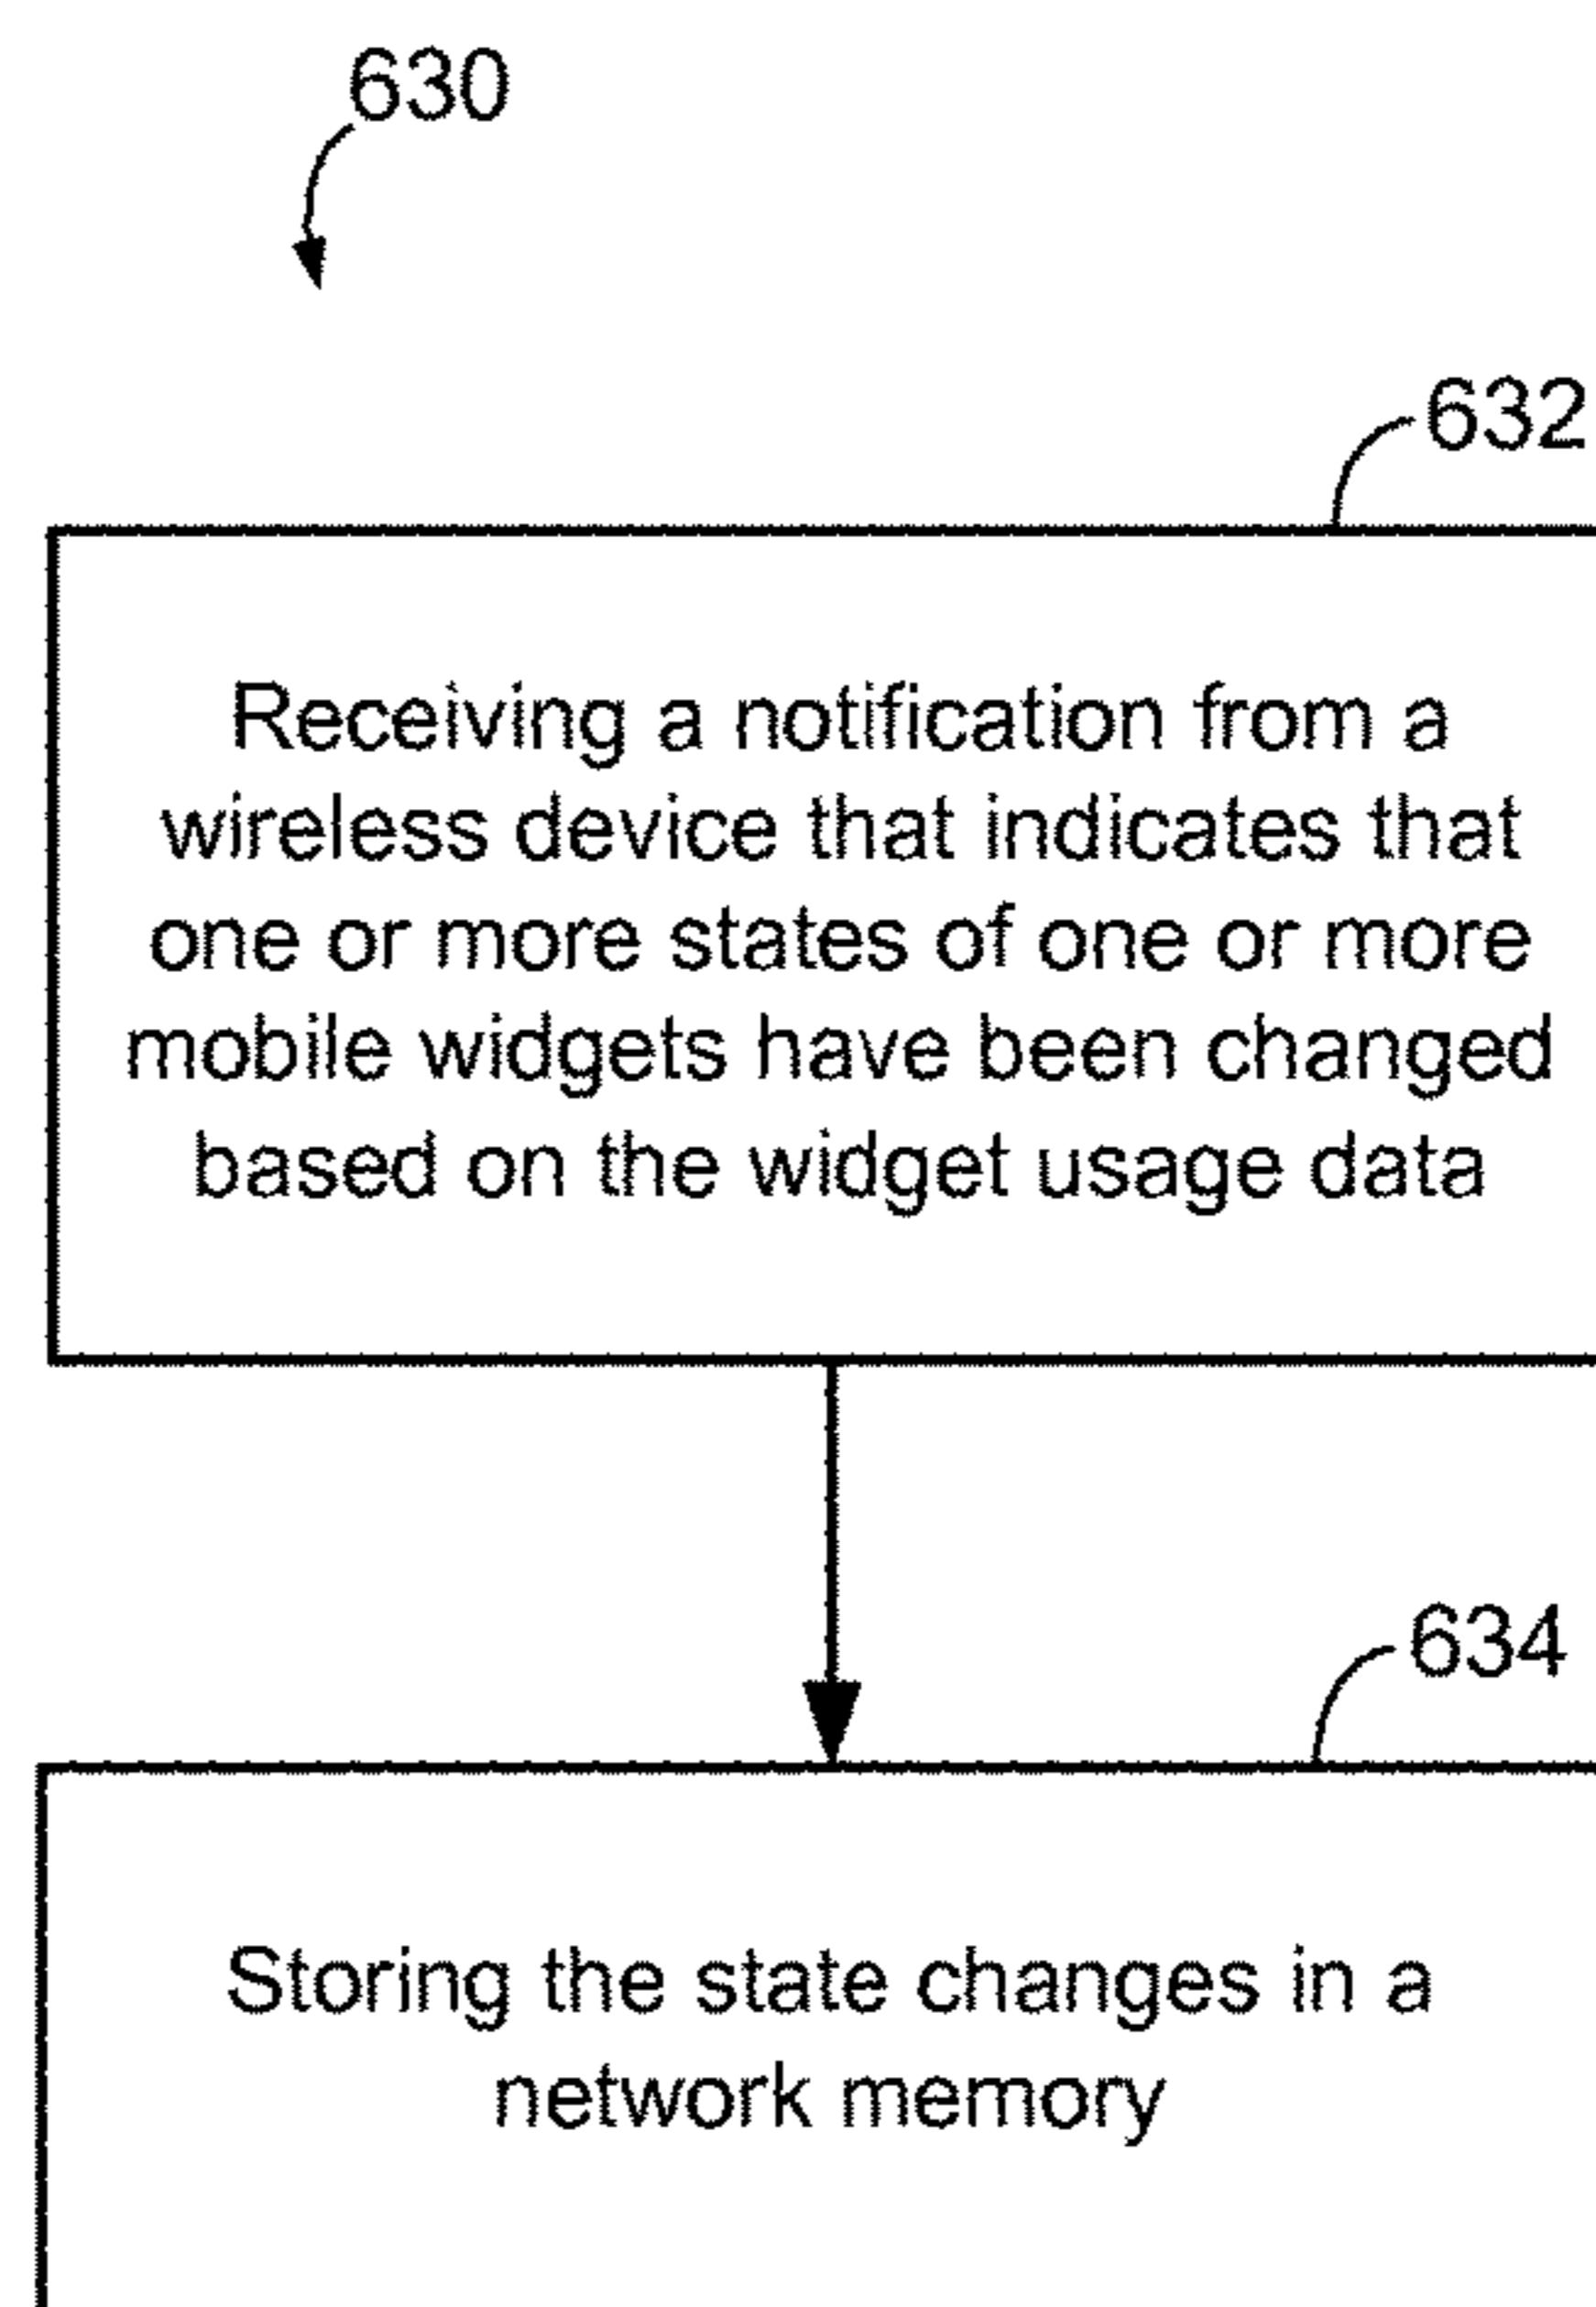 630
632
Receiving a notification from a
wireless device that indicates that
one or more states of one or more
mobile widgets have been changed
based on the widget usage data
634
Storing the state changes in a
network memory